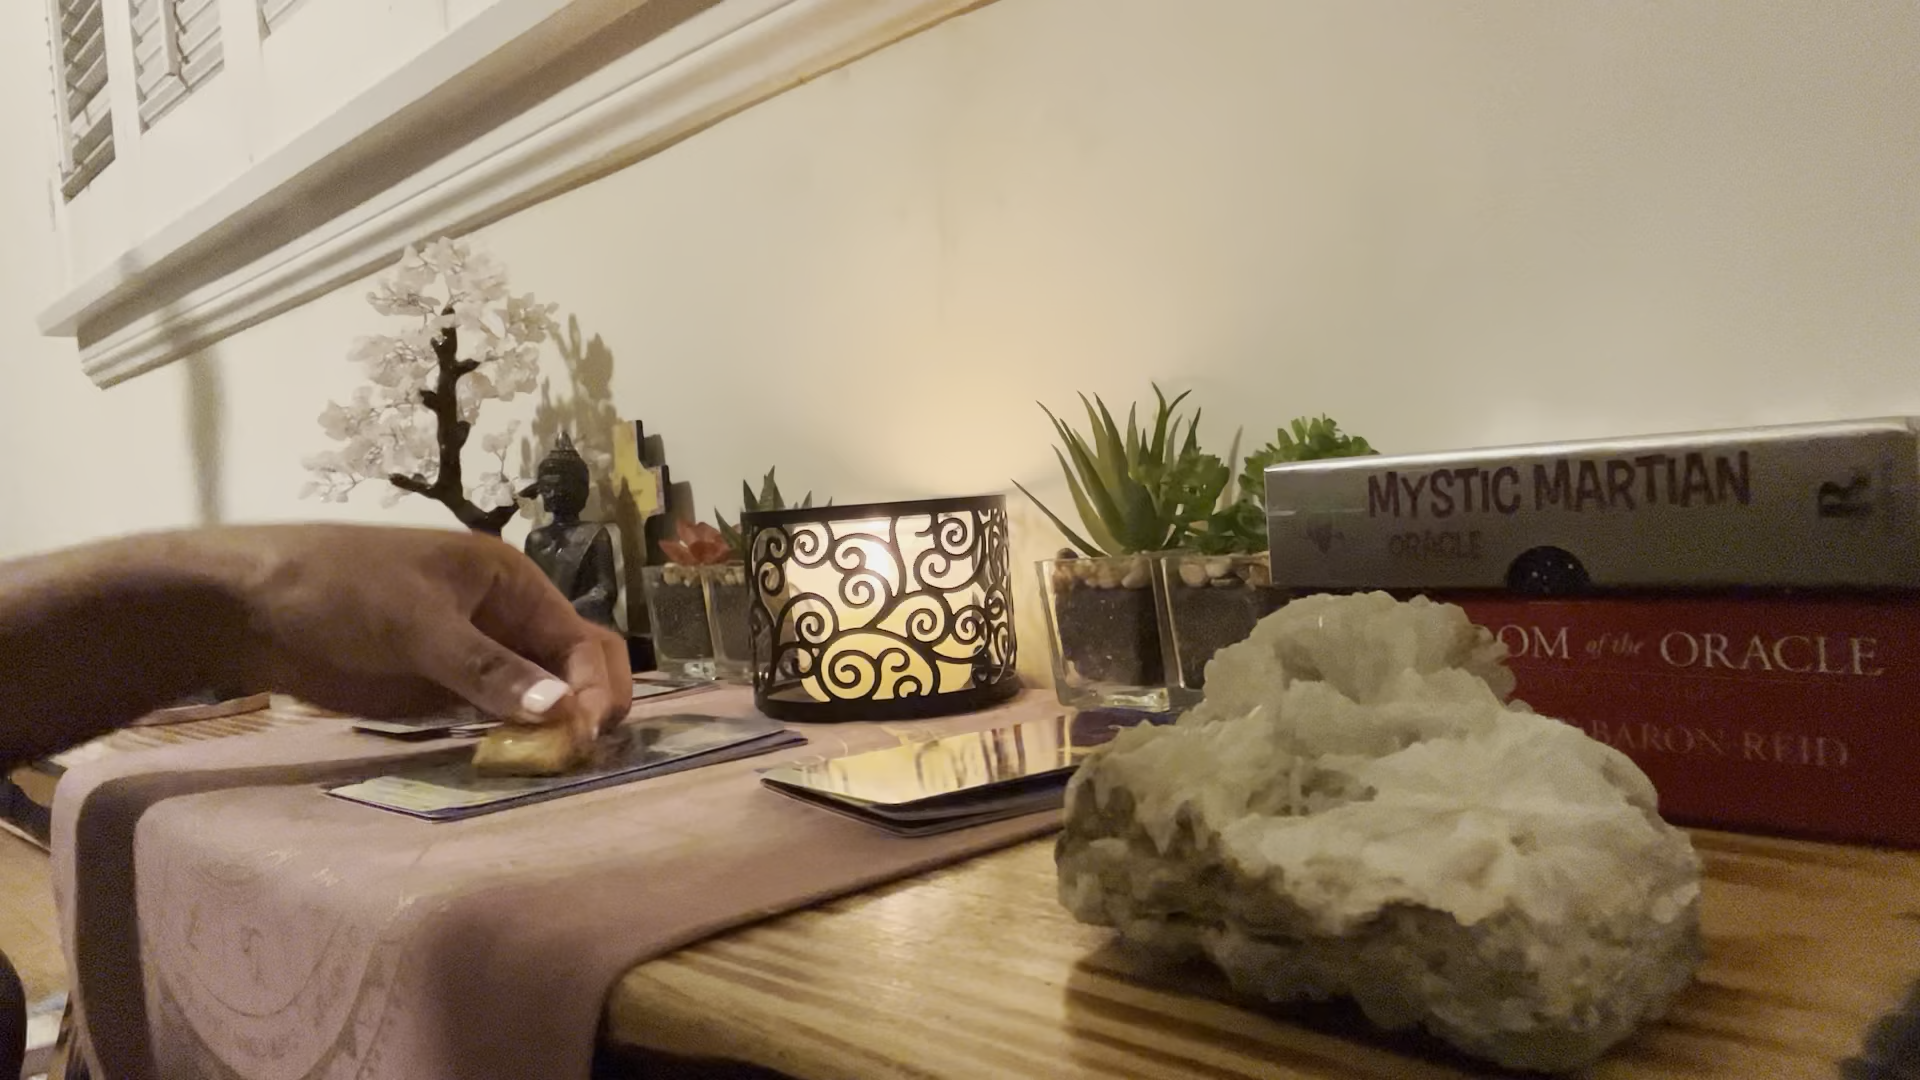 MYSTIC MARTIAN
ORACLE
R.
OM of the ORACLE
BARON REID